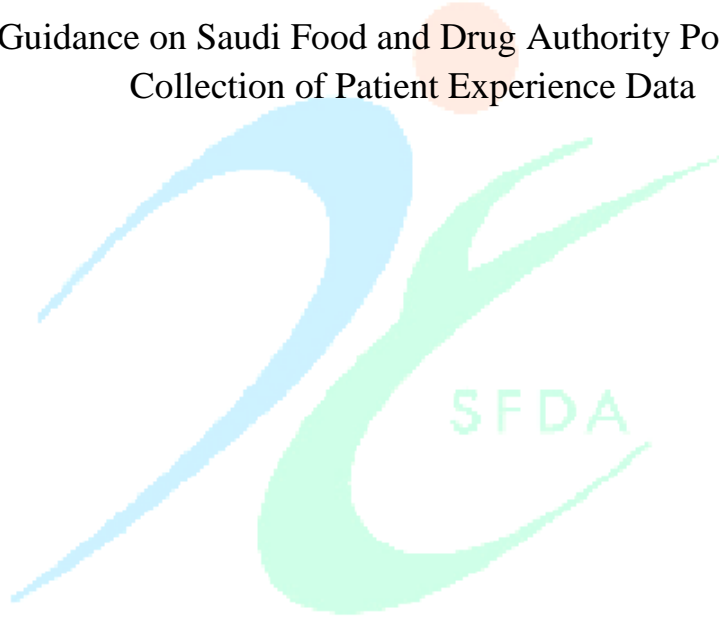 Guidance on Saudi Food and Drug Authority Po
Collection of Patient Experience Data
SFDA